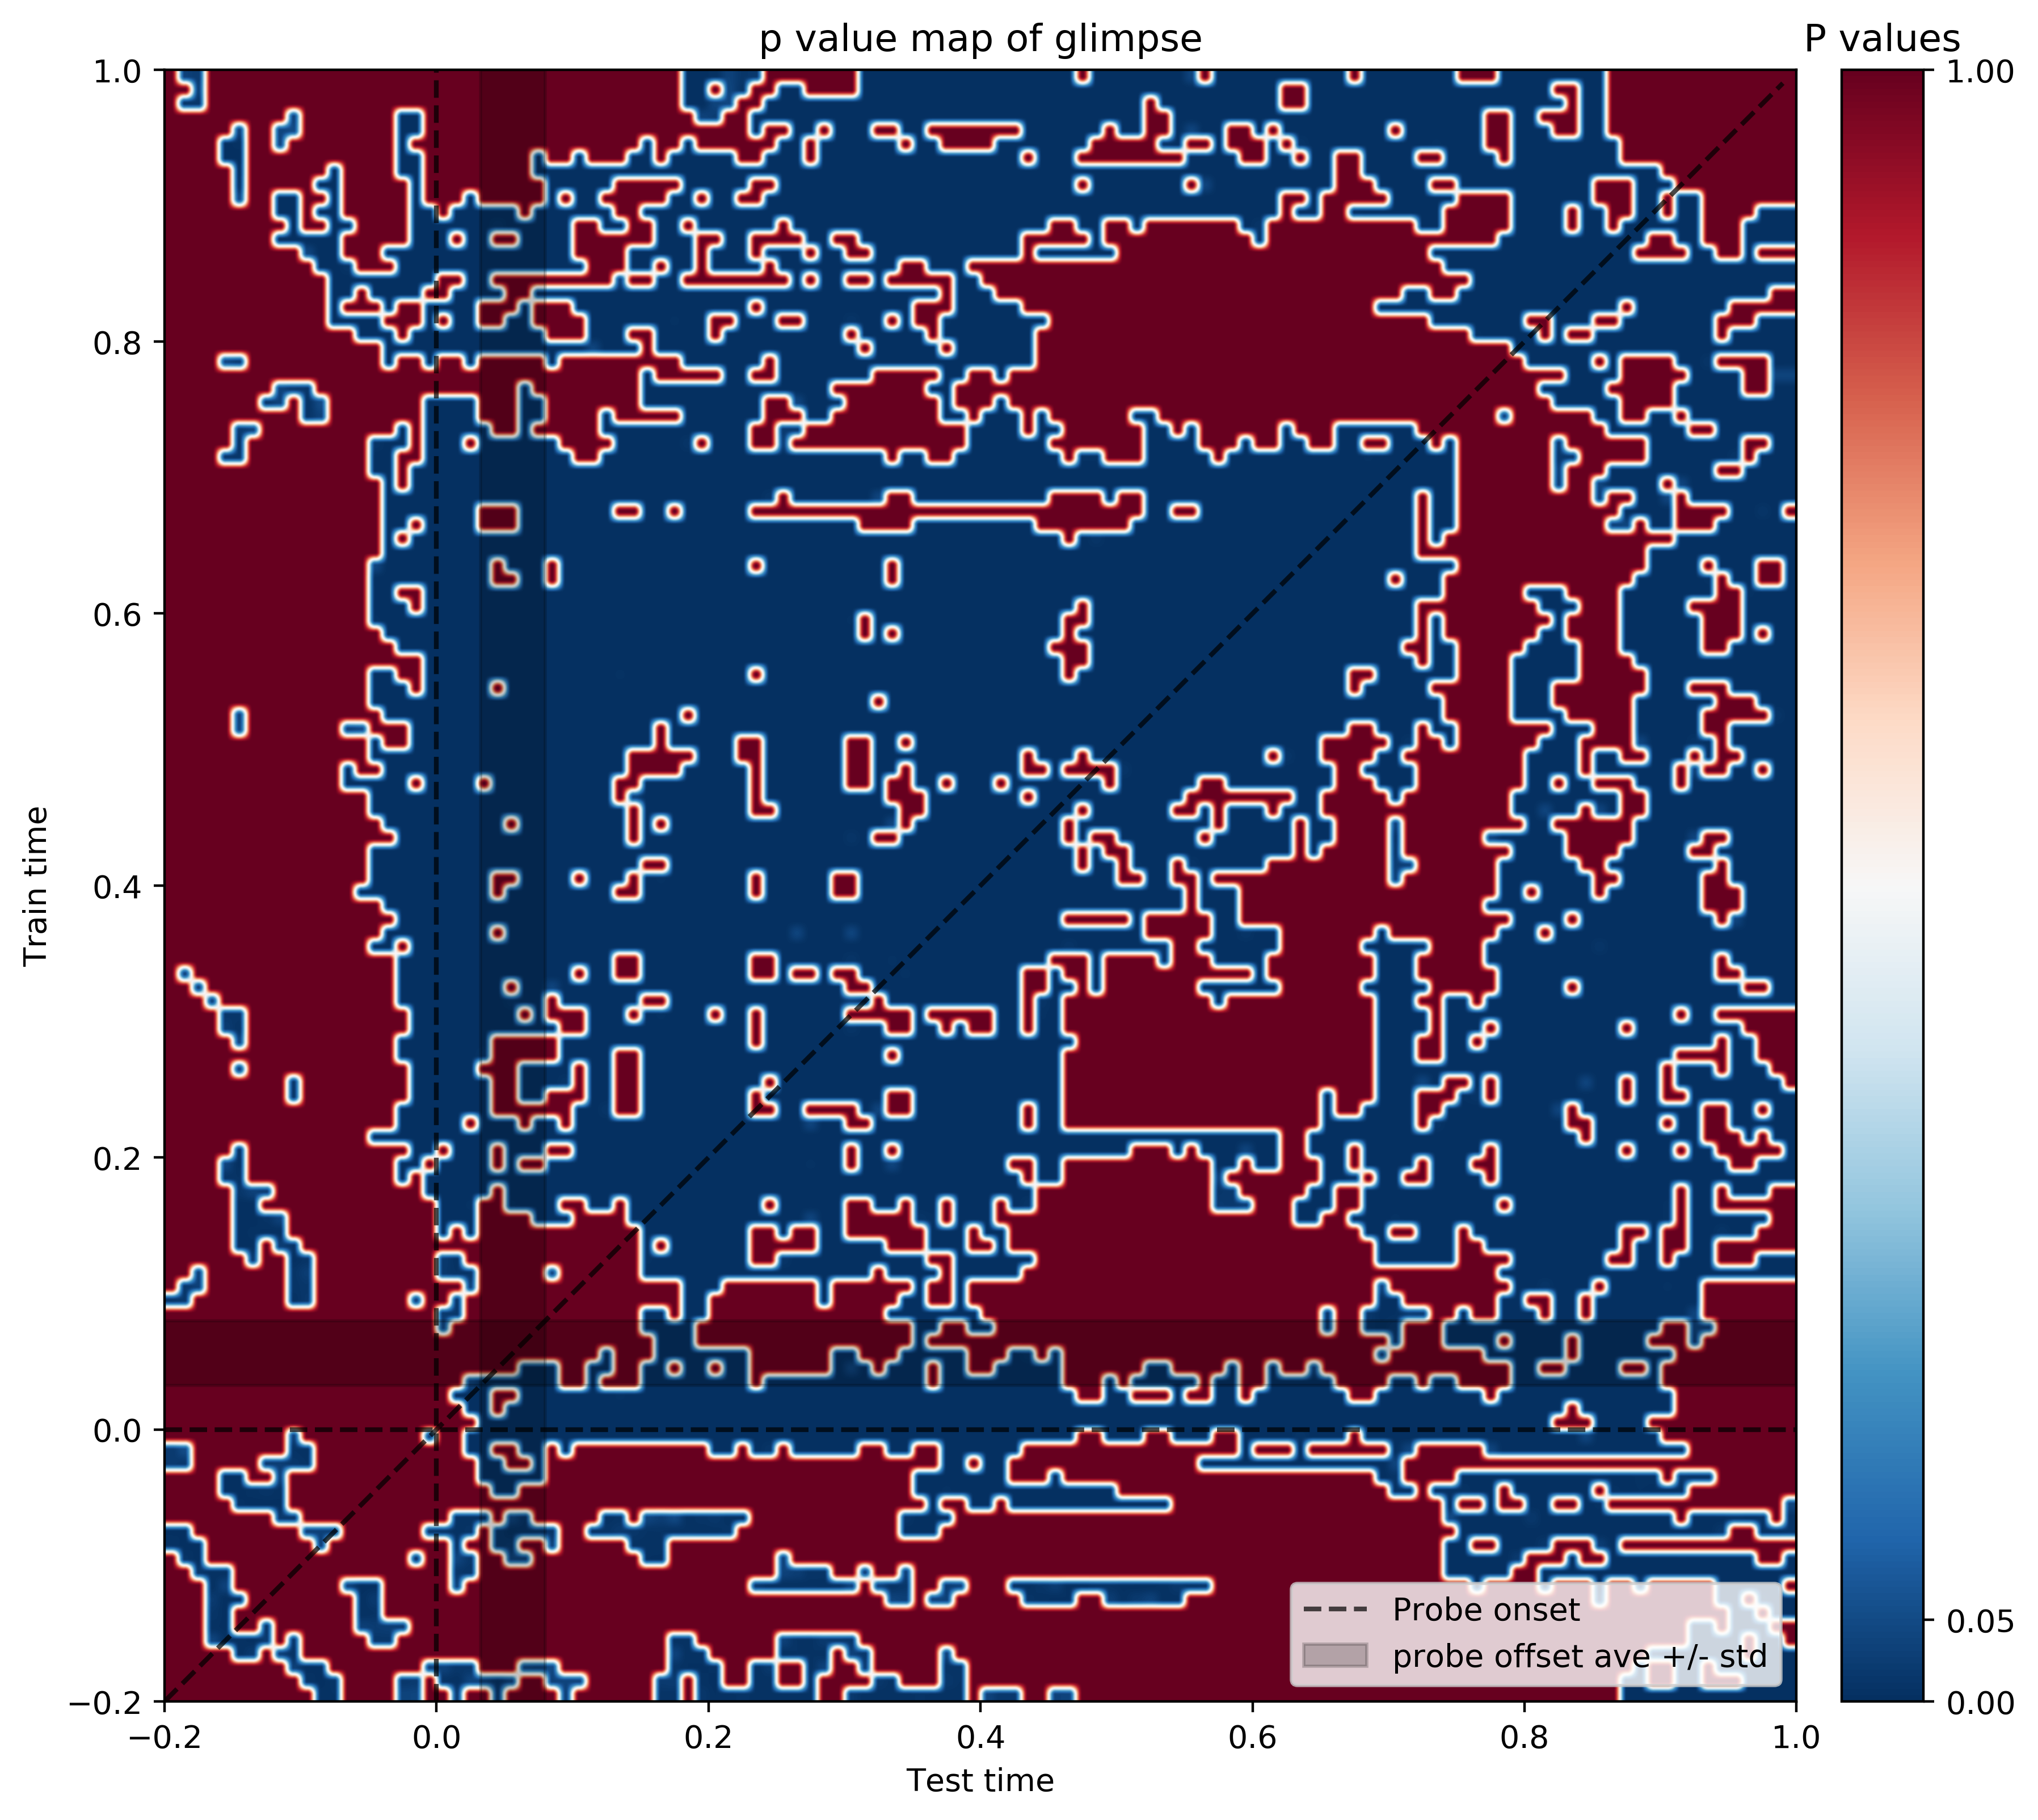 p value map of glimpse
P values
1.0
0.8
0.6
0.4
0.2
0.0
−0.2
Train time
−0.2
0.0
0.2
0.4
0.6
0.8
1.0
Test time
Probe onset
probe offset ave +/- std
1.00
0.05
0.00